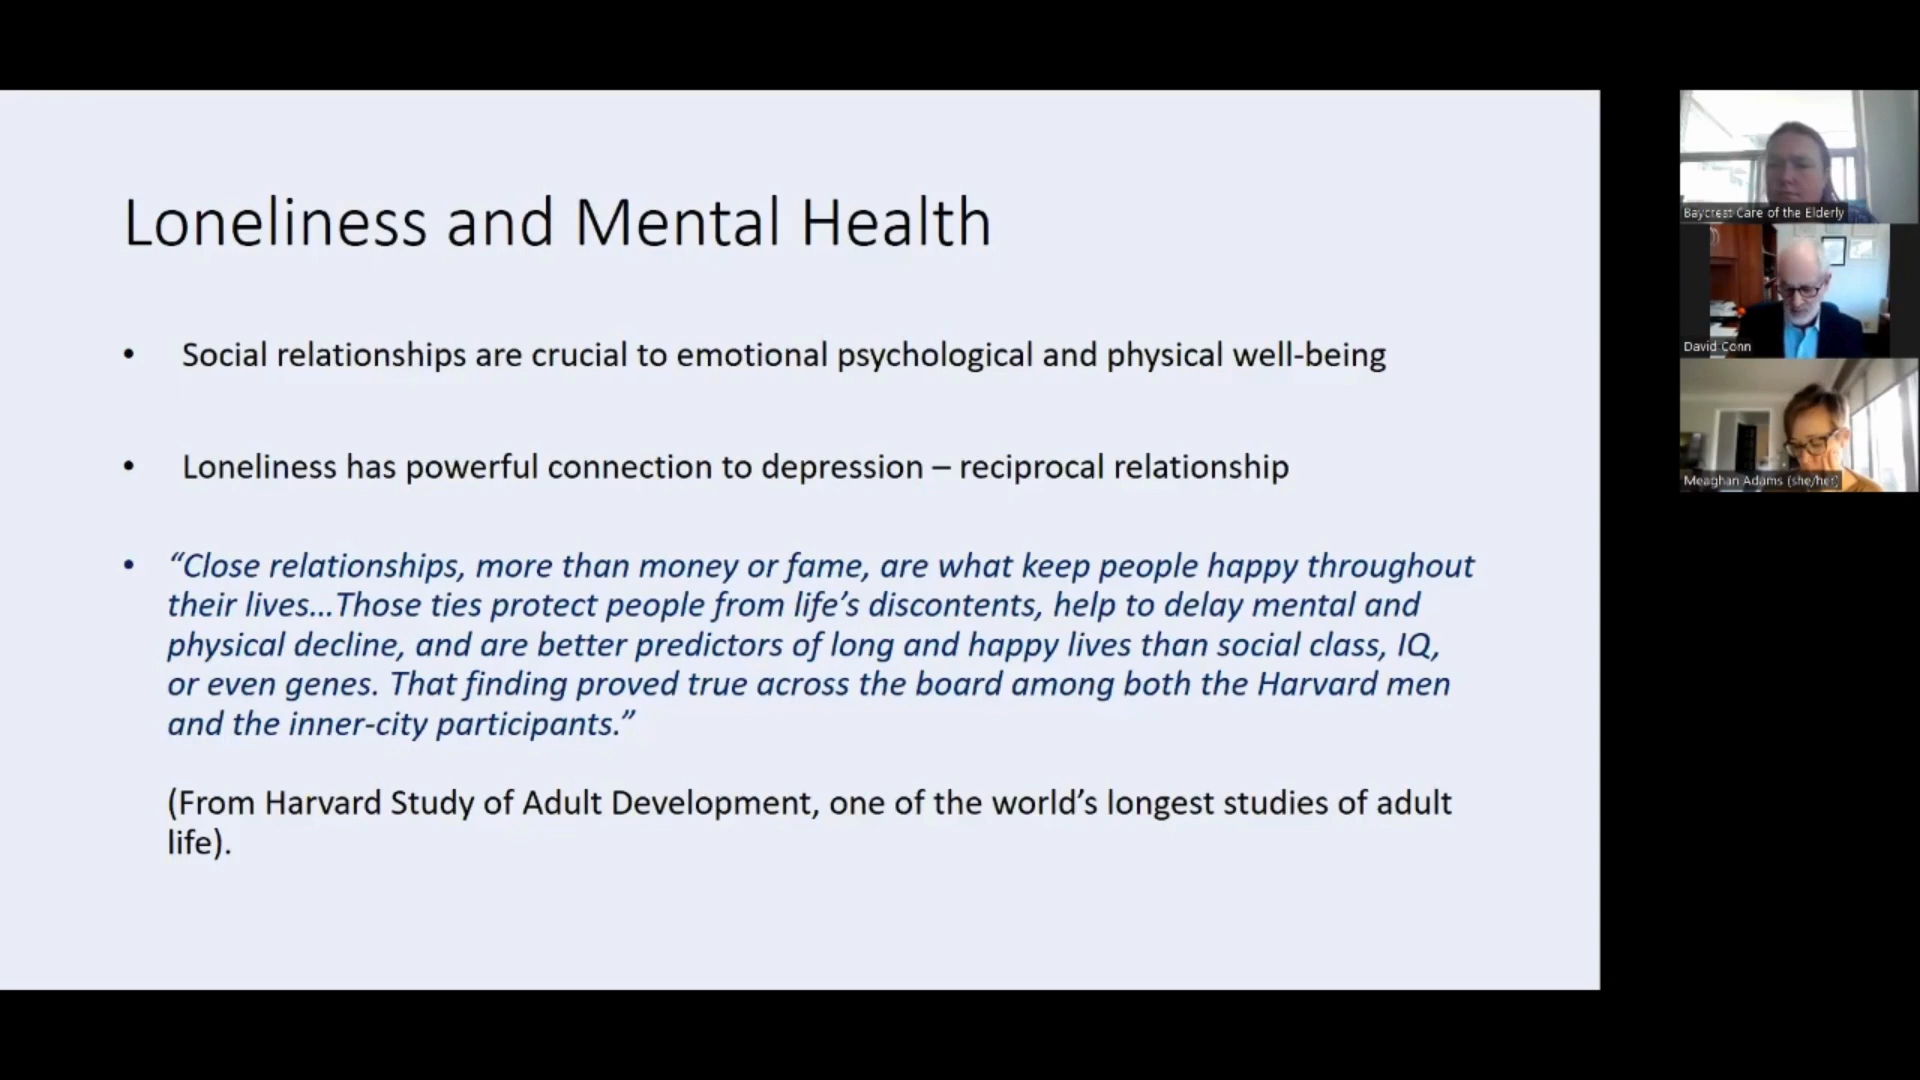 Loneliness and Mental Health
• Social relationships are crucial to emotional psychological and physical well-being
• Loneliness has powerful connection to depression – reciprocal relationship
• “Close relationships, more than money or fame, are what keep people happy throughout
their lives...Those ties protect people from life’s discontents, help to delay mental and
physical decline, and are better predictors of long and happy lives than social class, IQ,
or even genes. That finding proved true across the board among both the Harvard men
and the inner-city participants.”
(From Harvard Study of Adult Development, one of the world’s longest studies of adult
life).
Baycrest Care of the Elderly
David Conn
Meaghan Adams (she/her)